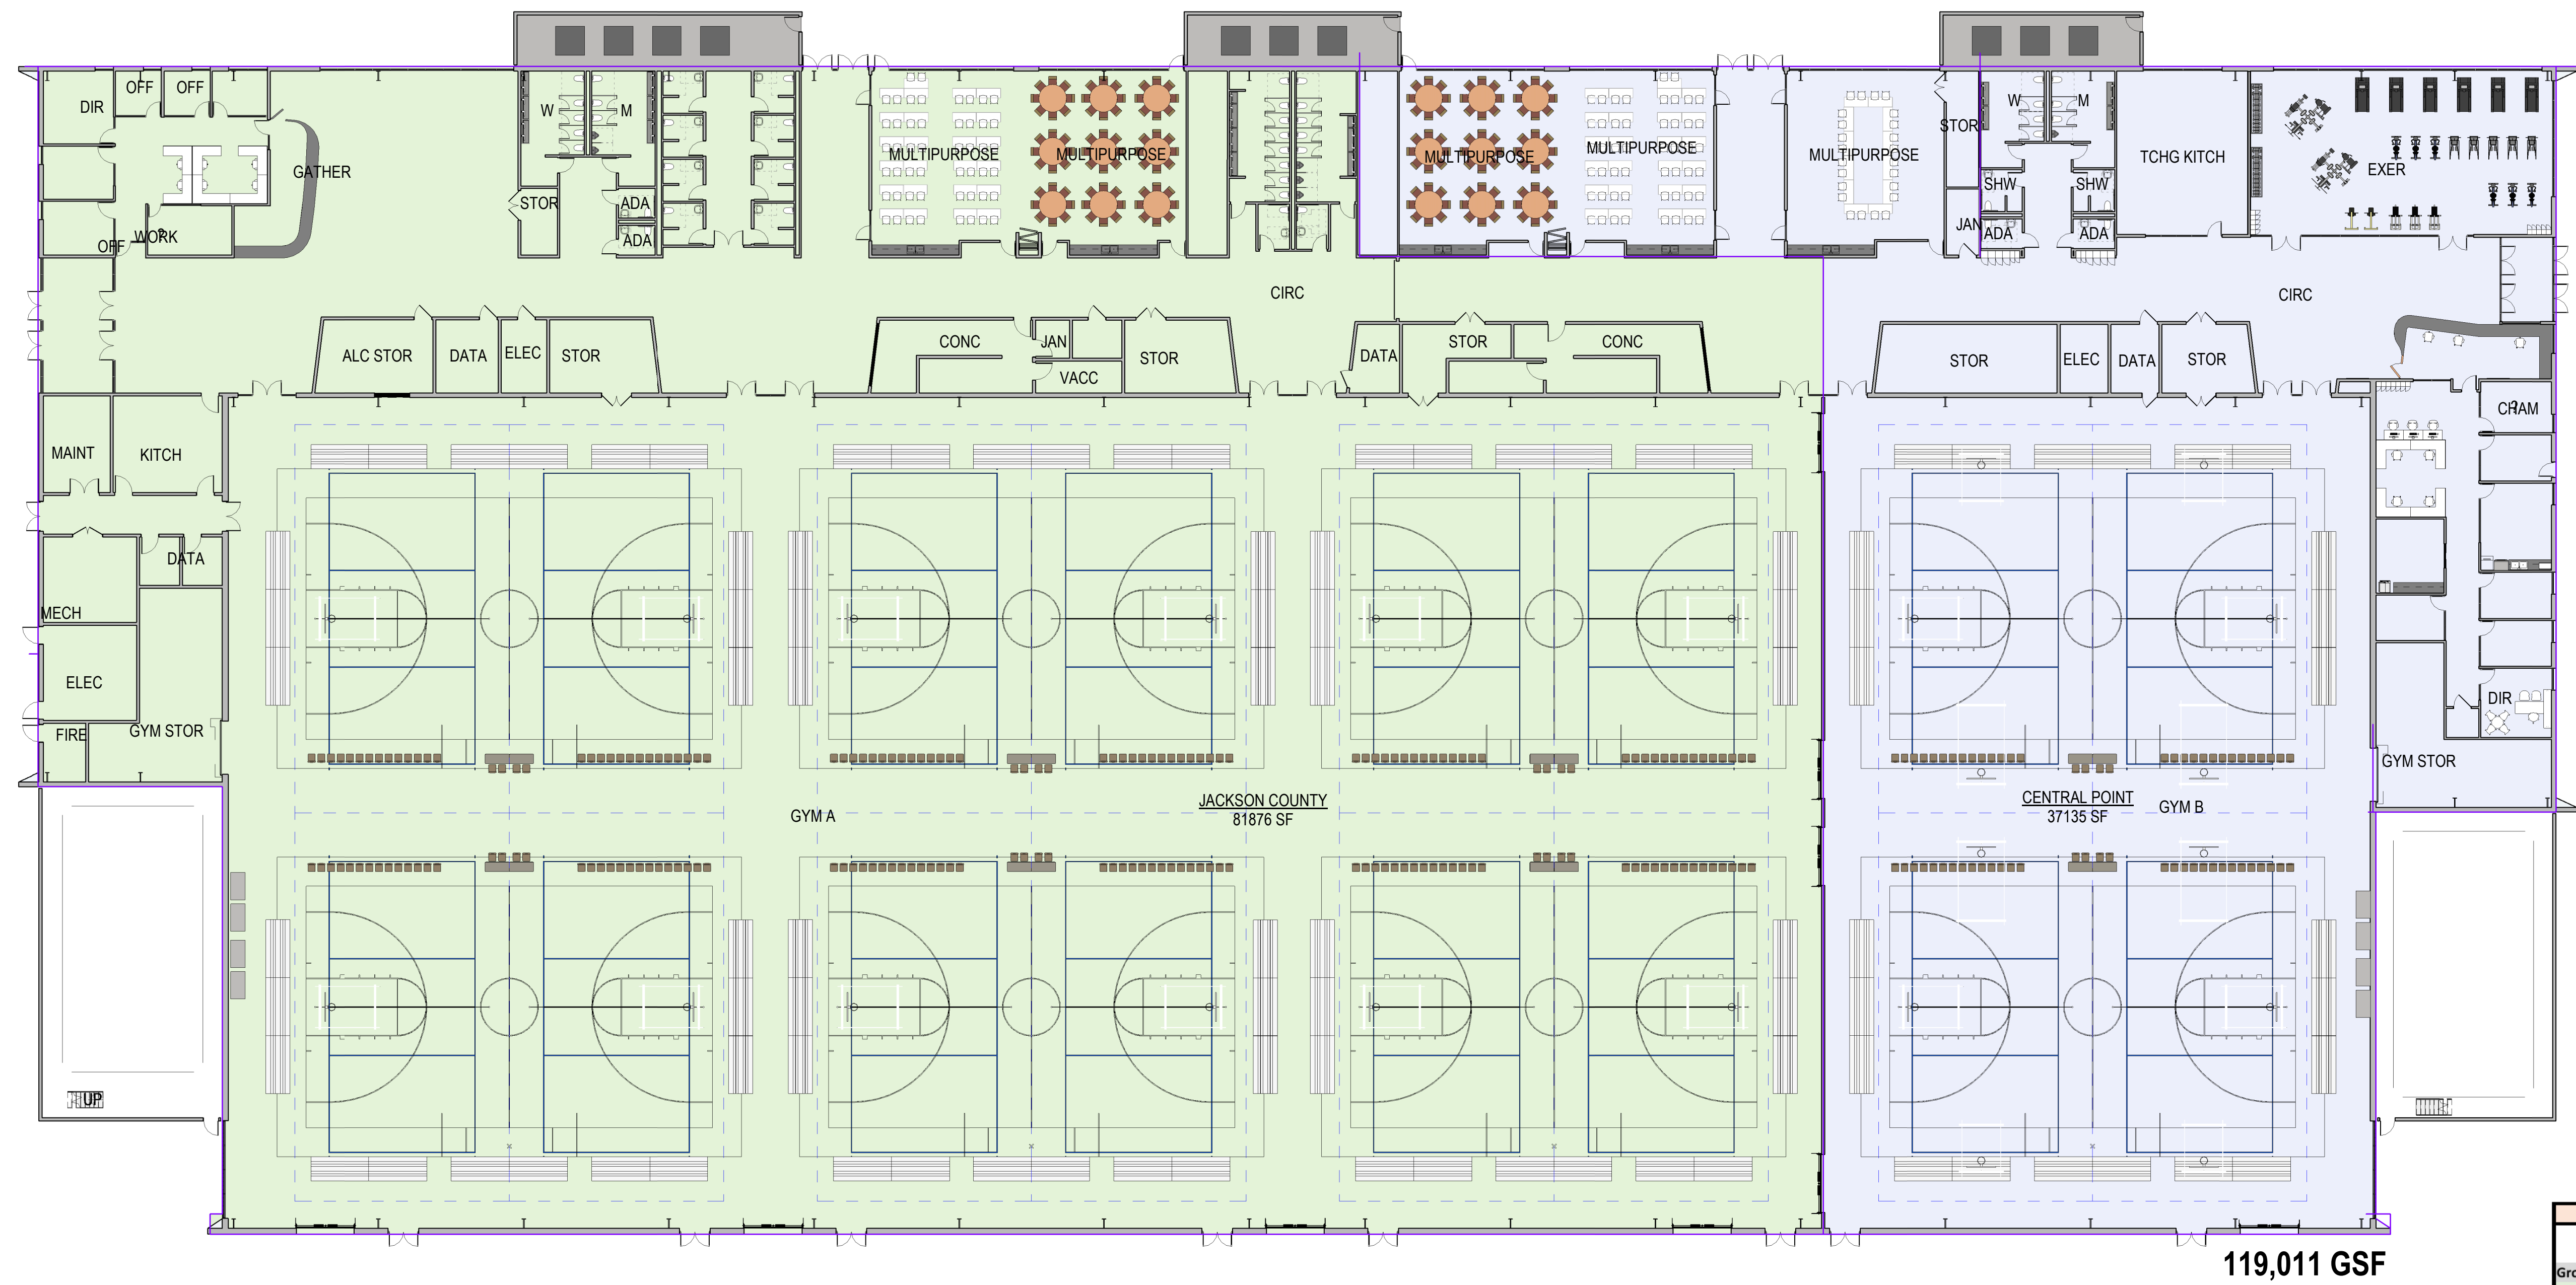 DIR
OFF
OFF
GATHER
WORK
OFF
W
M
STOR
ADA
ADA
MULTIPURPOSE
MULTIPURPOSE
MULTIPURPOSE
MULTIPURPOSE
MULTIPURPOSE
STOR
W
M
SHW
SHW
JAN
ADA
ADA
TCHG KITCH
EXER
CIRC
CIRC
ALC STOR
DATA
ELEC
STOR
CONC
JAN
VACC
STOR
DATA
STOR
CONC
STOR
ELEC
DATA
STOR
MAINT
KITCH
DATA
MECH
ELEC
FIRE
GYM STOR
CHAM
DIR
GYM STOR
GYM A
JACKSON COUNTY
81876 SF
CENTRAL POINT
37135 SF
GYM B
UP
119,011 GSF